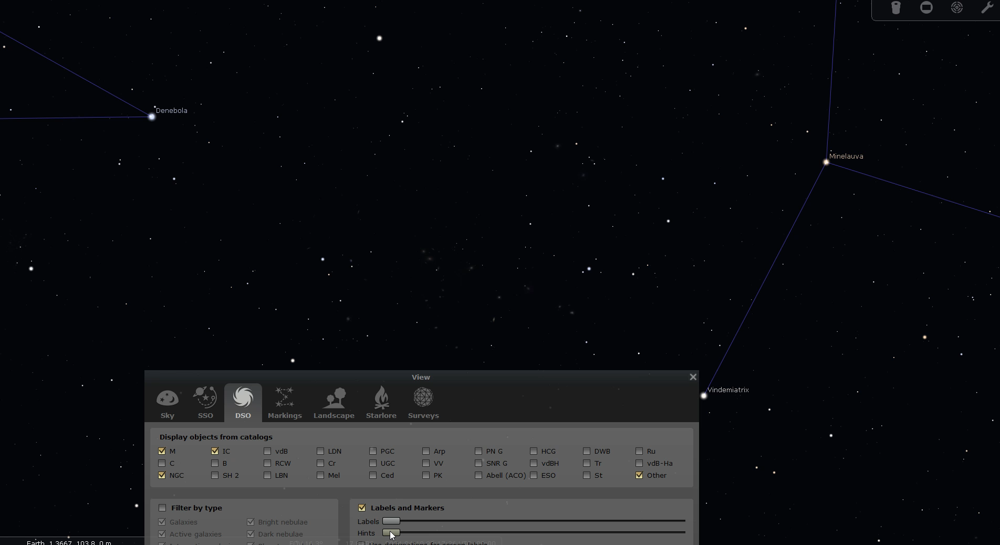 Denebola
Minelauva
Vindemiatrix
View
Sky SSO DSO Markings Landscape Starlore Surveys
Display objects from catalogs
M IC vdB LDN PGC Arp PN G HCG DWB Ru
C B RCW Cr UGC VV SNR G vdBH Tr vdB-Ha
NGC SH 2 LBN Mel Ced PK Abell (ACO) ESO St Other
Filter by type Labels and Markers
Galaxies Bright nebulae Labels
Active galaxies Dark nebulae Hints
Earth, 1.3667, 103.8, 0 m FOV 16.3°
Use designations for screen labels